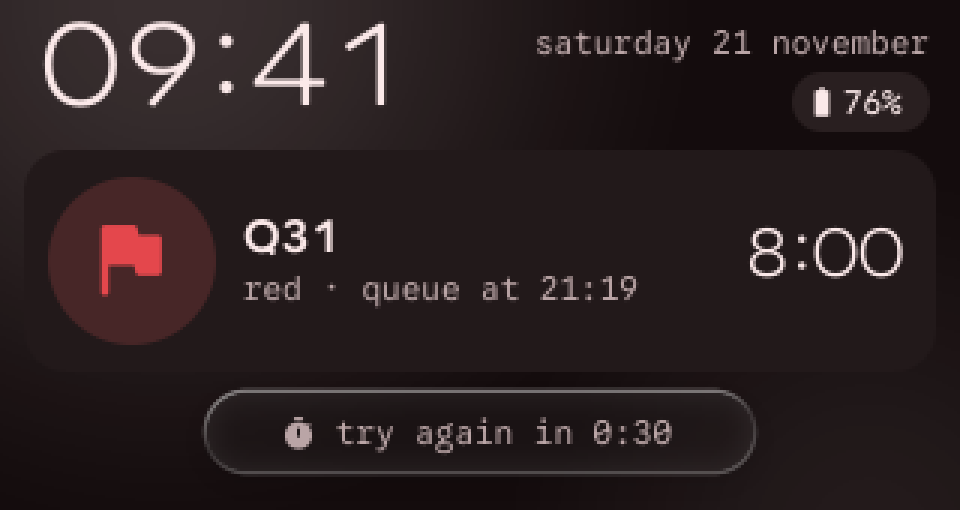 09:41
saturday 21 november
76%
Q31
red · queue at 21:19
8:00
try again in 0:30